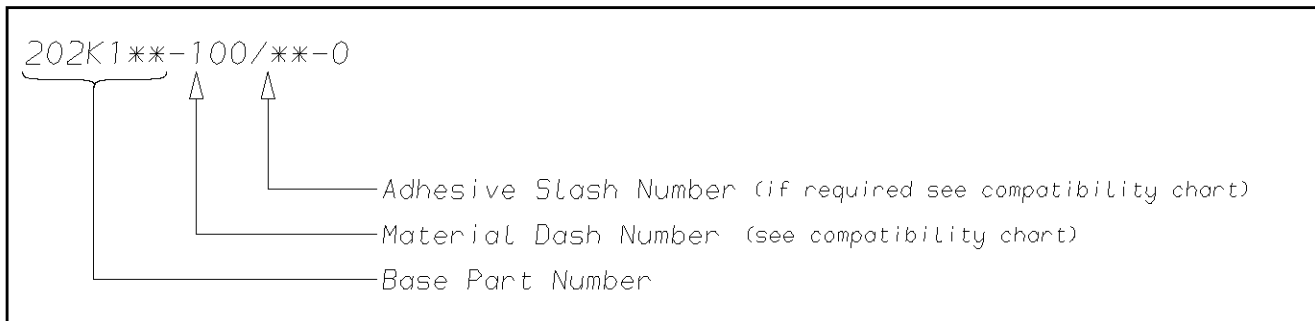 202K1**-100/**-0
Adhesive Slash Number (if required see compatibility chart)
Material Dash Number (see compatibility chart)
Base Part Number